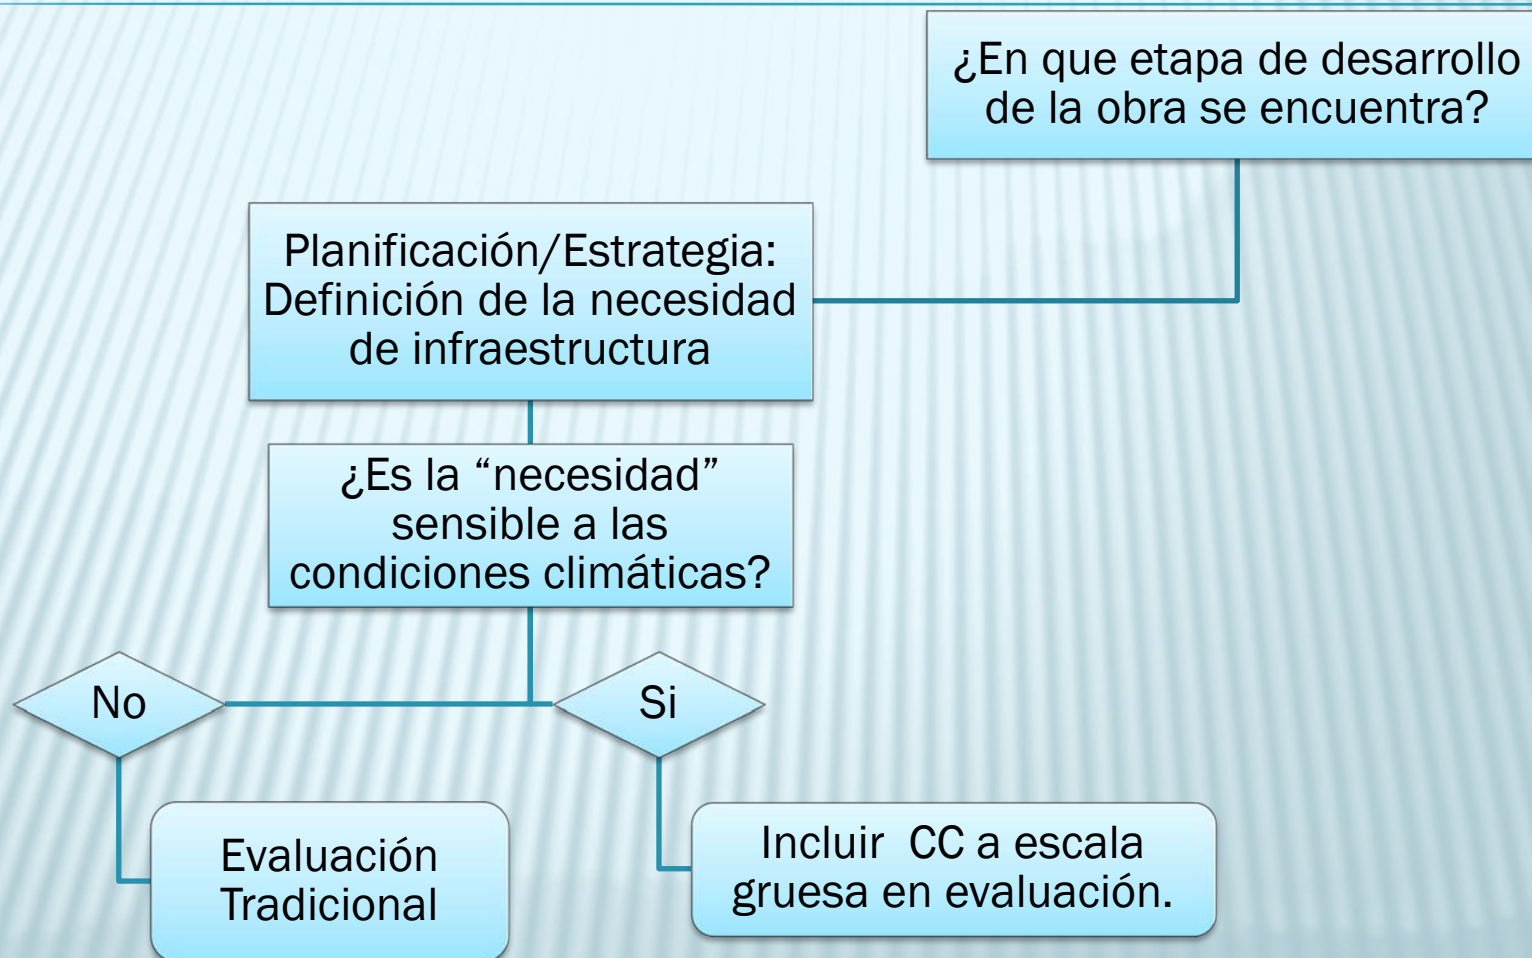 ¿En que etapa de desarrollo
de la obra se encuentra?
Planificación/Estrategia:
Definición de la necesidad
de infraestructura
¿Es la “necesidad”
sensible a las
condiciones climáticas?
No
Si
Evaluación
Tradicional
Incluir CC a escala
gruesa en evaluación.